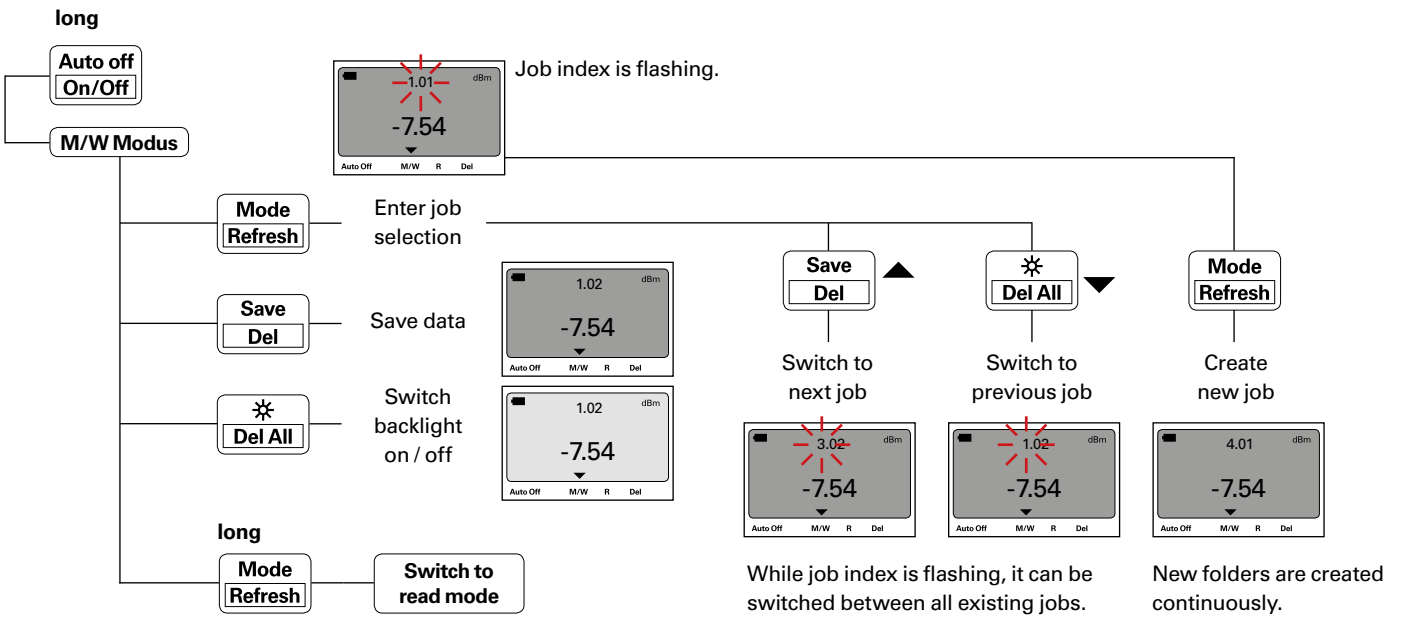 long
Auto off
On/Off
M/W Modus
1.01
dBm
-7.54
Auto Off M/W R Del
Job index is flashing.
Mode
Refresh
Enter job
selection
Save
Del
Save data
1.02
dBm
-7.54
Auto Off M/W R Del
Del All
Switch
backlight
on / off
1.02
dBm
-7.54
Auto Off M/W R Del
long
Mode
Refresh
Switch to
read mode
Save
Del
Switch to
next job
3.02
dBm
-7.54
Auto Off M/W R Del
Del All
Switch to
previous job
1.02
dBm
-7.54
Auto Off M/W R Del
While job index is flashing, it can be
switched between all existing jobs.
Mode
Refresh
Create
new job
4.01
dBm
-7.54
Auto Off M/W R Del
New folders are created
continuously.